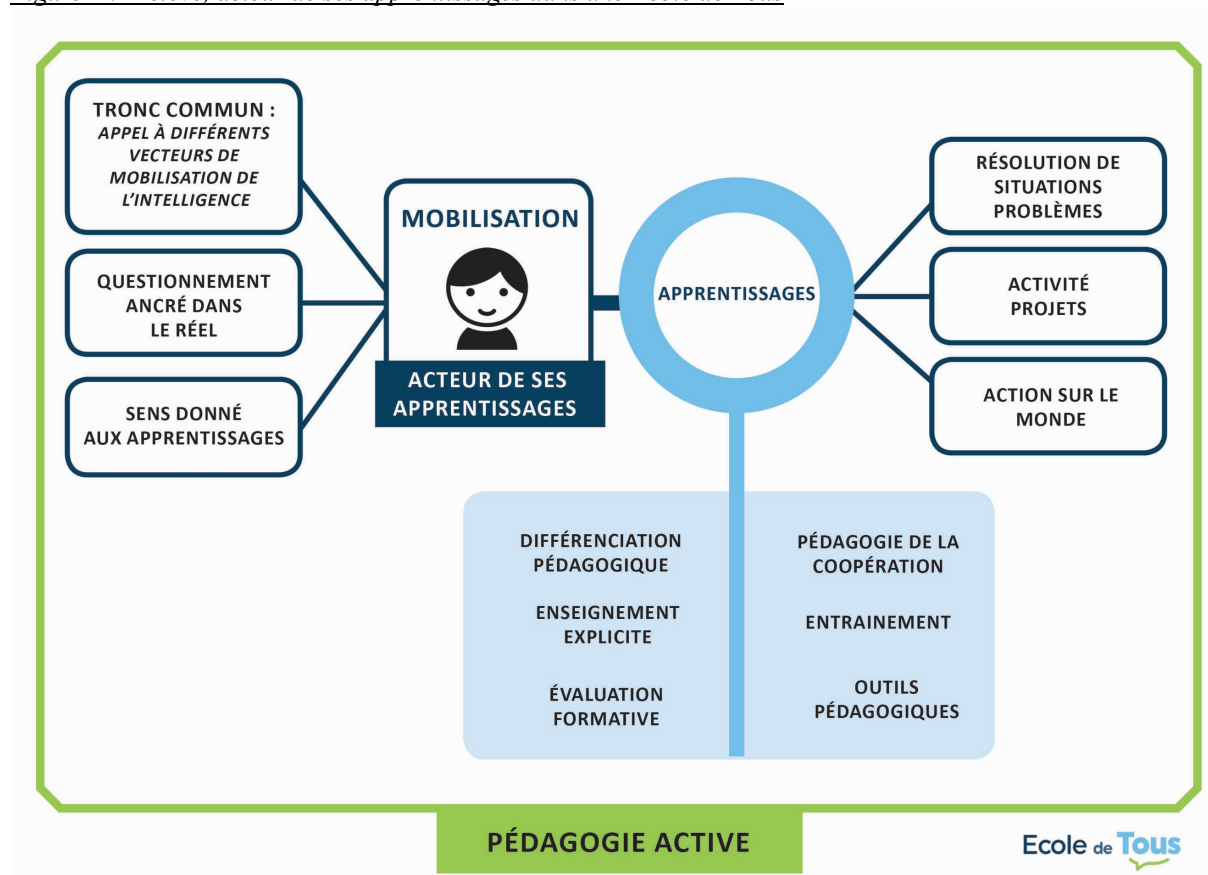 TRONC COMMUN :
APPEL À DIFFÉRENTS
VECTEURS DE
MOBILISATION DE
L'INTELLIGENCE
QUESTIONNEMENT
ANCRÉ DANS
LE RÉEL
SENS DONNÉ
AUX APPRENTISSAGES
MOBILISATION
ACTEUR DE SES
APPRENTISSAGES
APPRENTISSAGES
RÉSOLUTION DE
SITUATIONS
PROBLÈMES
ACTIVITÉ
PROJETS
ACTION SUR LE
MONDE
DIFFÉRENCIATION
PÉDAGOGIQUE
ENSEIGNEMENT
EXPLICITE
ÉVALUATION
FORMATIVE
PÉDAGOGIE DE LA
COOPÉRATION
ENTRAINEMENT
OUTILS
PÉDAGOGIQUES
PÉDAGOGIE ACTIVE
Ecole de Tous